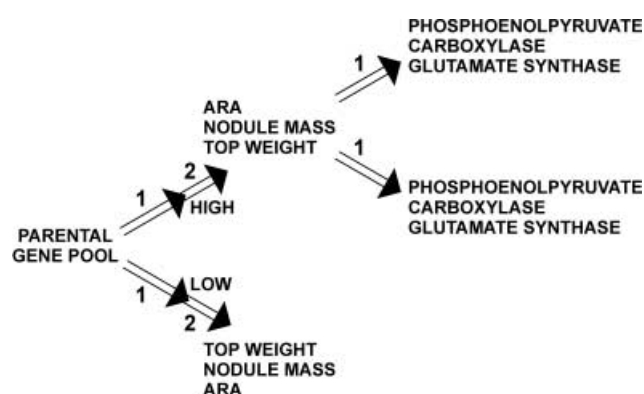 PHOSPHOENOLPYRUVATE
CARBOXYLASE
GLUTAMATE SYNTHASE
1
ARA
NODULE MASS
TOP WEIGHT
1
2
1
HIGH
PHOSPHOENOLPYRUVATE
CARBOXYLASE
GLUTAMATE SYNTHASE
PARENTAL
GENE POOL
LOW
1
2
TOP WEIGHT
NODULE MASS
ARA